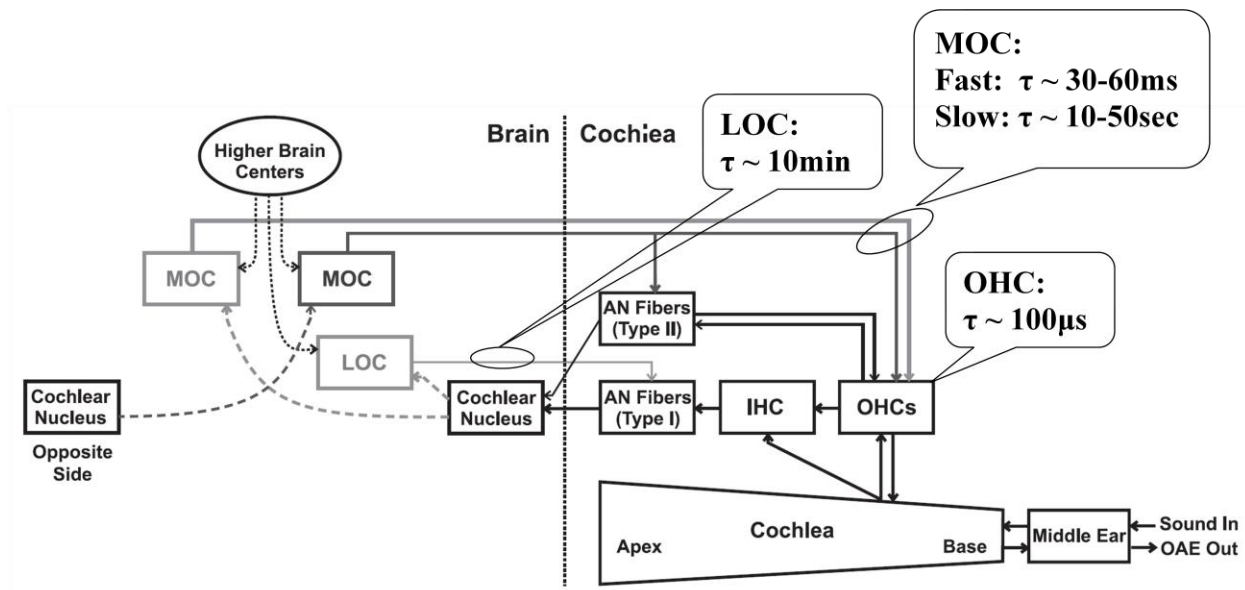 MOC:
Fast: τ ~ 30-60ms
Slow: τ ~ 10-50sec
LOC:
τ ~ 10min
Brain
Cochiea
Higher Brain
Centers
MOC
MOC
OHC:
τ ~ 100μs
AN Fibers
(Type II)
LOC
Cochlear
Nucleus
Opposite
Side
Cochlear
Nucleus
AN Fibers
(Type I)
IHC
OHCs
Cochlea
Apex
Base
Middle Ear
Sound In
OAE Out